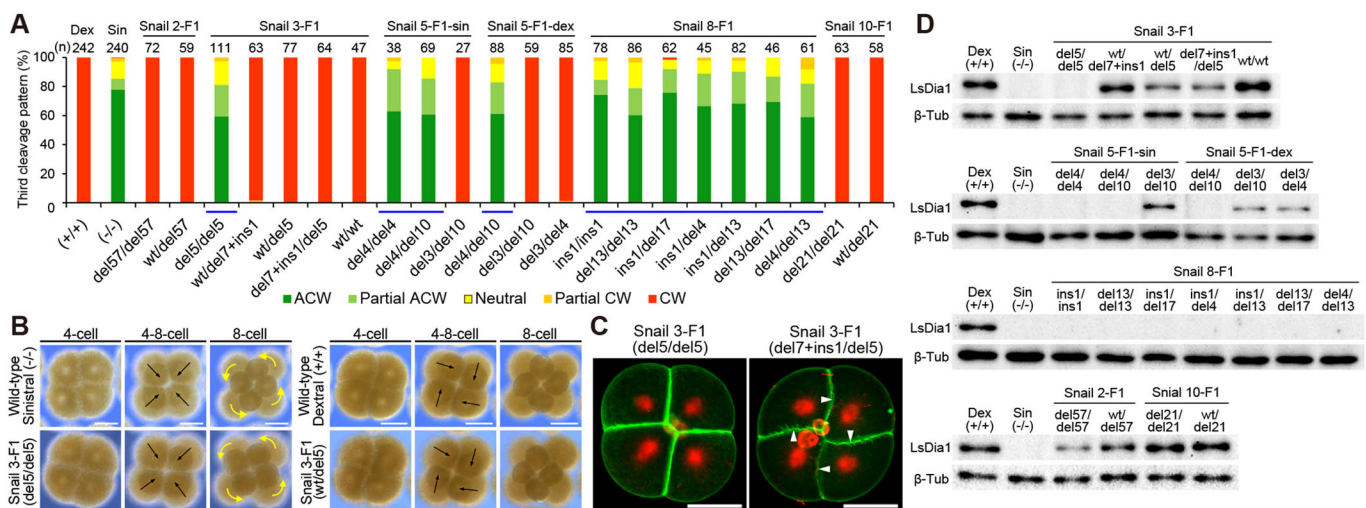 A
Dex Sin Snail 2-F1 Snail 3-F1 Snail 5-F1-sin Snail 5-F1-dex Snail 8-F1 Snail 10-F1
(n) 242 240 72 59 111 63 77 64 47 38 69 27 88 59 85 78 86 62 45 82 46 61 63 58
Third cleavage pattern (%)
100
80
60
40
20
0
(+/+) (-/-) del57/del57 wt/del57 del5/del5 wt/del7+ins1 wt/del5 del7+ins1/del5 wt/wt del4/del4 del4/del10 del3/del10 del4/del10 del3/del10 del3/del4 ins1/ins1 del13/del13 ins1/del17 ins1/del4 ins1/del13 del13/del17 del4/del13 del21/del21 wt/del21
ACW Partial ACW Neutral Partial CW CW
B
4-cell 4-8-cell 8-cell 4-cell 4-8-cell 8-cell
Wild-type
Sinistral (-/-)
Wild-type
Dextral (+/+)
Snail 3-F1
(del5/del5)
Snail 3-F1
(wt/del5)
C
Snail 3-F1
(del5/del5)
Snail 3-F1
(del7+ins1/del5)
D
Snail 3-F1
Dex Sin del5/ wt/ wt/ del7+ins1 wt/wt
(+/+) (-/-) del5 del7+ins1 del5 /del5
LsDia1
β-Tub
Snail 5-F1-sin Snail 5-F1-dex
Dex Sin del4/ del4/ del3/ del4/ del3/ del3/
(+/+) (-/-) del4 del10 del10 del10 del10 del4
LsDia1
β-Tub
Snail 8-F1
Dex Sin ins1/ del13/ ins1/ ins1/ ins1/ del13/ del4/
(+/+) (-/-) ins1 del13 del17 del4 del13 del17 del13
LsDia1
β-Tub
Snail 2-F1 Snial 10-F1
Dex Sin del57/ wt/ del21/ wt/
(+/+) (-/-) del57 del57 del21 del21
LsDia1
β-Tub